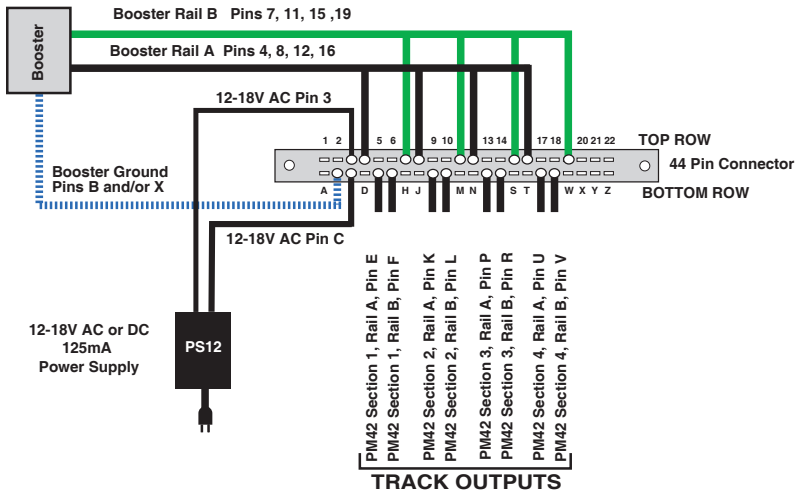 Booster Rail B Pins 7, 11, 15 ,19
Booster
Booster Rail A Pins 4, 8, 12, 16
12-18V AC Pin 3
1 2 5 6 9 10 13 14 17 18 20 21 22
TOP ROW
44 Pin Connector
Booster Ground
Pins B and/or X
A D H J M N S T W X Y Z
BOTTOM ROW
12-18V AC Pin C
12-18V AC or DC
125mA
Power Supply
PS12
PM42 Section 1, Rail A, Pin E
PM42 Section 1, Rail B, Pin F
PM42 Section 2, Rail A, Pin K
PM42 Section 2, Rail B, Pin L
PM42 Section 3, Rail A, Pin P
PM42 Section 3, Rail B, Pin R
PM42 Section 4, Rail A, Pin U
PM42 Section 4, Rail B, Pin V
TRACK OUTPUTS